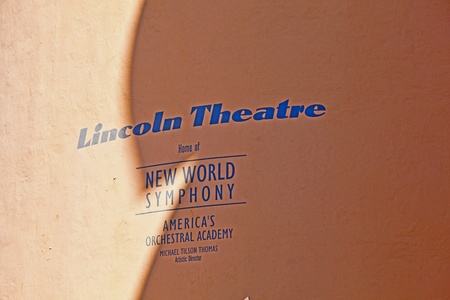 Lincoln Theatre
Home of
NEW WORLD
SYMPHONY
AMERICA'S
ORCHESTRAL ACADEMY
MICHAEL TILSON THOMAS
Artistic Director